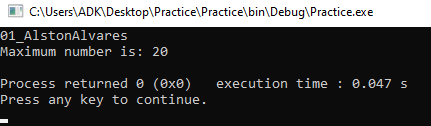 C:\Users\ADK\Desktop\Practice\Practice\bin\Debug\Practice.exe
01_AlstonAlvares
Maximum number is: 20
Process returned 0 (0x0)   execution time : 0.047 s
Press any key to continue.